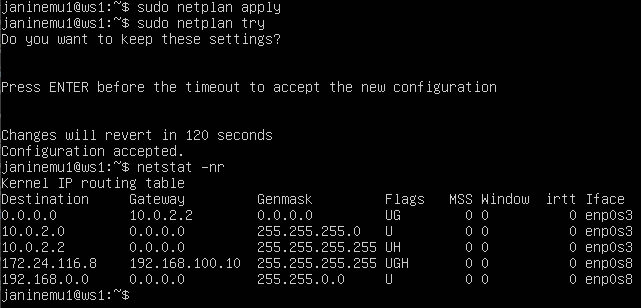 janinemu1@ws1:~$ sudo netplan apply
janinemu1@ws1:~$ sudo netplan try
Do you want to keep these settings?
Press ENTER before the timeout to accept the new configuration
Changes will revert in 120 seconds
Configuration accepted.
janinemu1@ws1:~$ netstat -nr
Kernel IP routing table
Destination     Gateway         Genmask         Flags   MSS Window  irtt Iface
0.0.0.0         10.0.2.2        0.0.0.0         UG        0 0          0 enp0s3
10.0.2.0        0.0.0.0         255.255.255.0   U         0 0          0 enp0s3
10.0.2.2        0.0.0.0         255.255.255.255 UH        0 0          0 enp0s3
172.24.116.8    192.168.100.10  255.255.255.255 UGH       0 0          0 enp0s8
192.168.0.0     0.0.0.0         255.255.0.0     U         0 0          0 enp0s8
janinemu1@ws1:~$